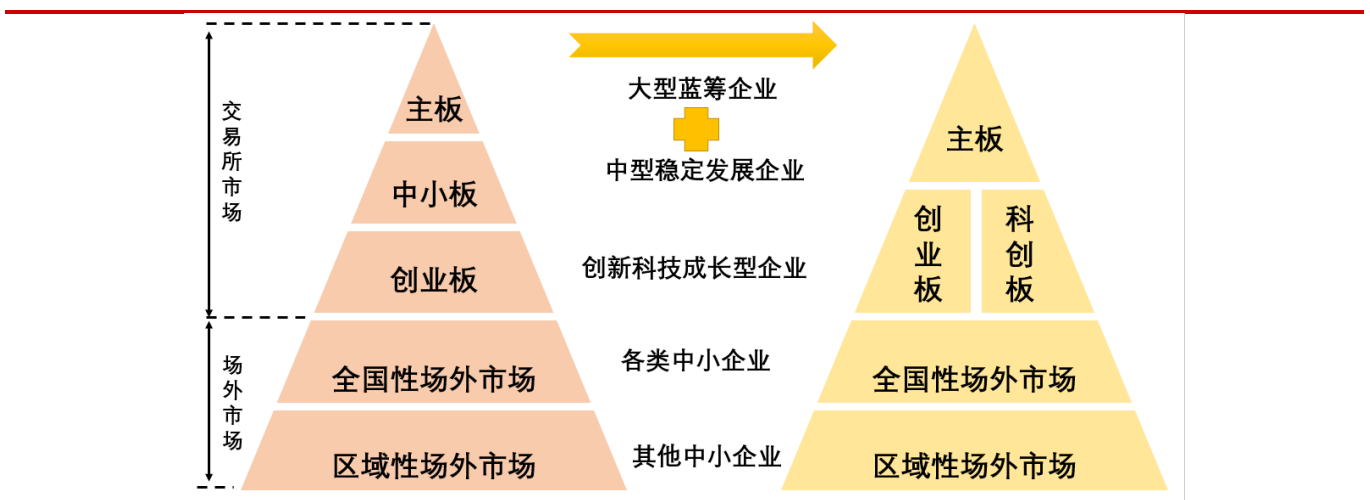 交易所市场
场外市场
主板
中小板
创业板
全国性场外市场
区域性场外市场
大型蓝筹企业
中型稳定发展企业
创新科技成长型企业
各类中小企业
其他中小企业
主板
创业板
科创板
全国性场外市场
区域性场外市场